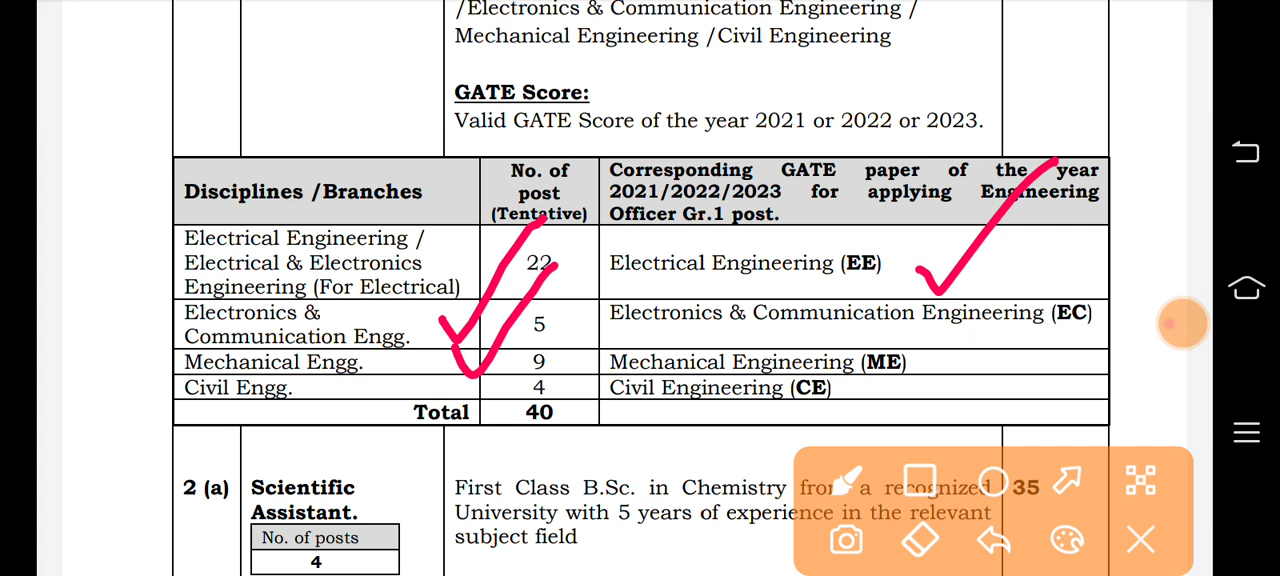 /Electronics & Communication Engineering /
Mechanical Engineering /Civil Engineering
GATE Score:
Valid GATE Score of the year 2021 or 2022 or 2023.
Disciplines /Branches
No. of
post
(Tentative)
Corresponding GATE paper of the year
2021/2022/2023 for applying Engineering
Officer Gr.1 post.
Electrical Engineering /
Electrical & Electronics
Engineering (For Electrical)
22
Electrical Engineering (EE)
Electronics &
Communication Engg.
5
Electronics & Communication Engineering (EC)
Mechanical Engg.
9
Mechanical Engineering (ME)
Civil Engg.
4
Civil Engineering (CE)
Total
40
2 (a)
Scientific
Assistant.
No. of posts
4
First Class B.Sc. in Chemistry from a recognized
University with 5 years of experience in the relevant
subject field
35